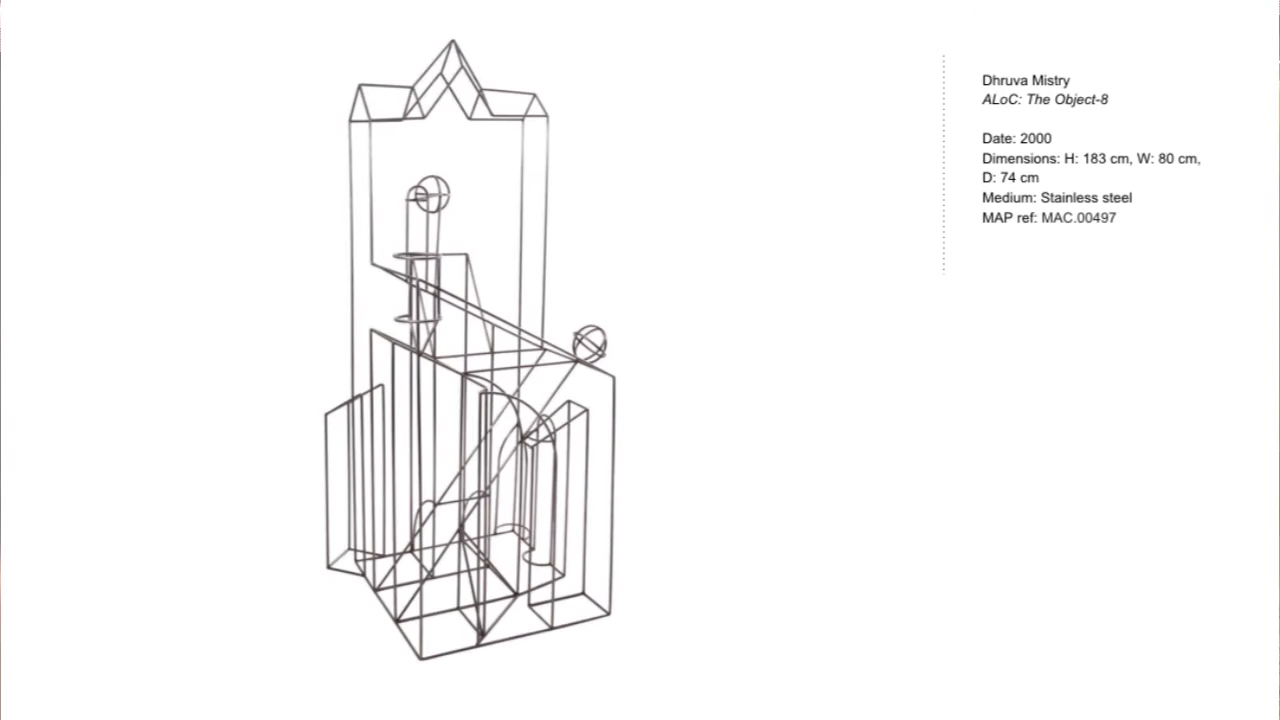 Dhruva Mistry
ALoC: The Object-8
Date: 2000
Dimensions: H: 183 cm, W: 80 cm,
D: 74 cm
Medium: Stainless steel
MAP ref: MAC.00497